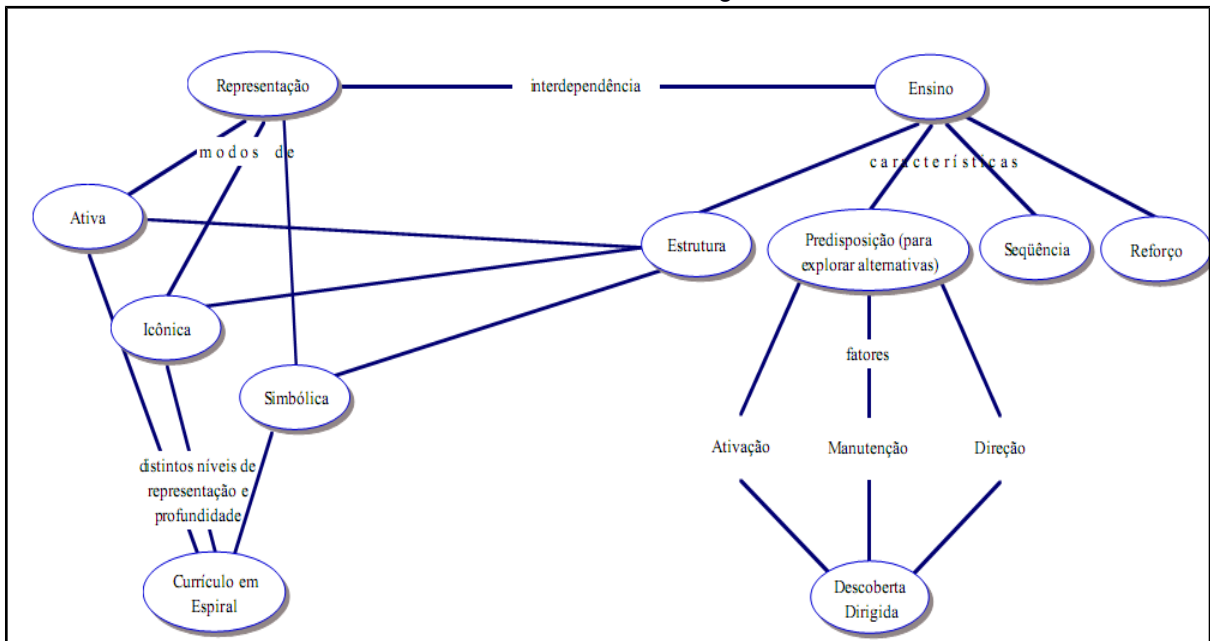 Representação
interdependência
Ensino
modos de
características
Ativa
Estrutura
Predisposição (para
explorar alternativas)
Seqüência
Reforço
Icônica
fatores
Simbólica
Ativação
Manutenção
Direção
distintos níveis de
representação e
profundidade
Currículo em
Espiral
Descoberta
Dirigida